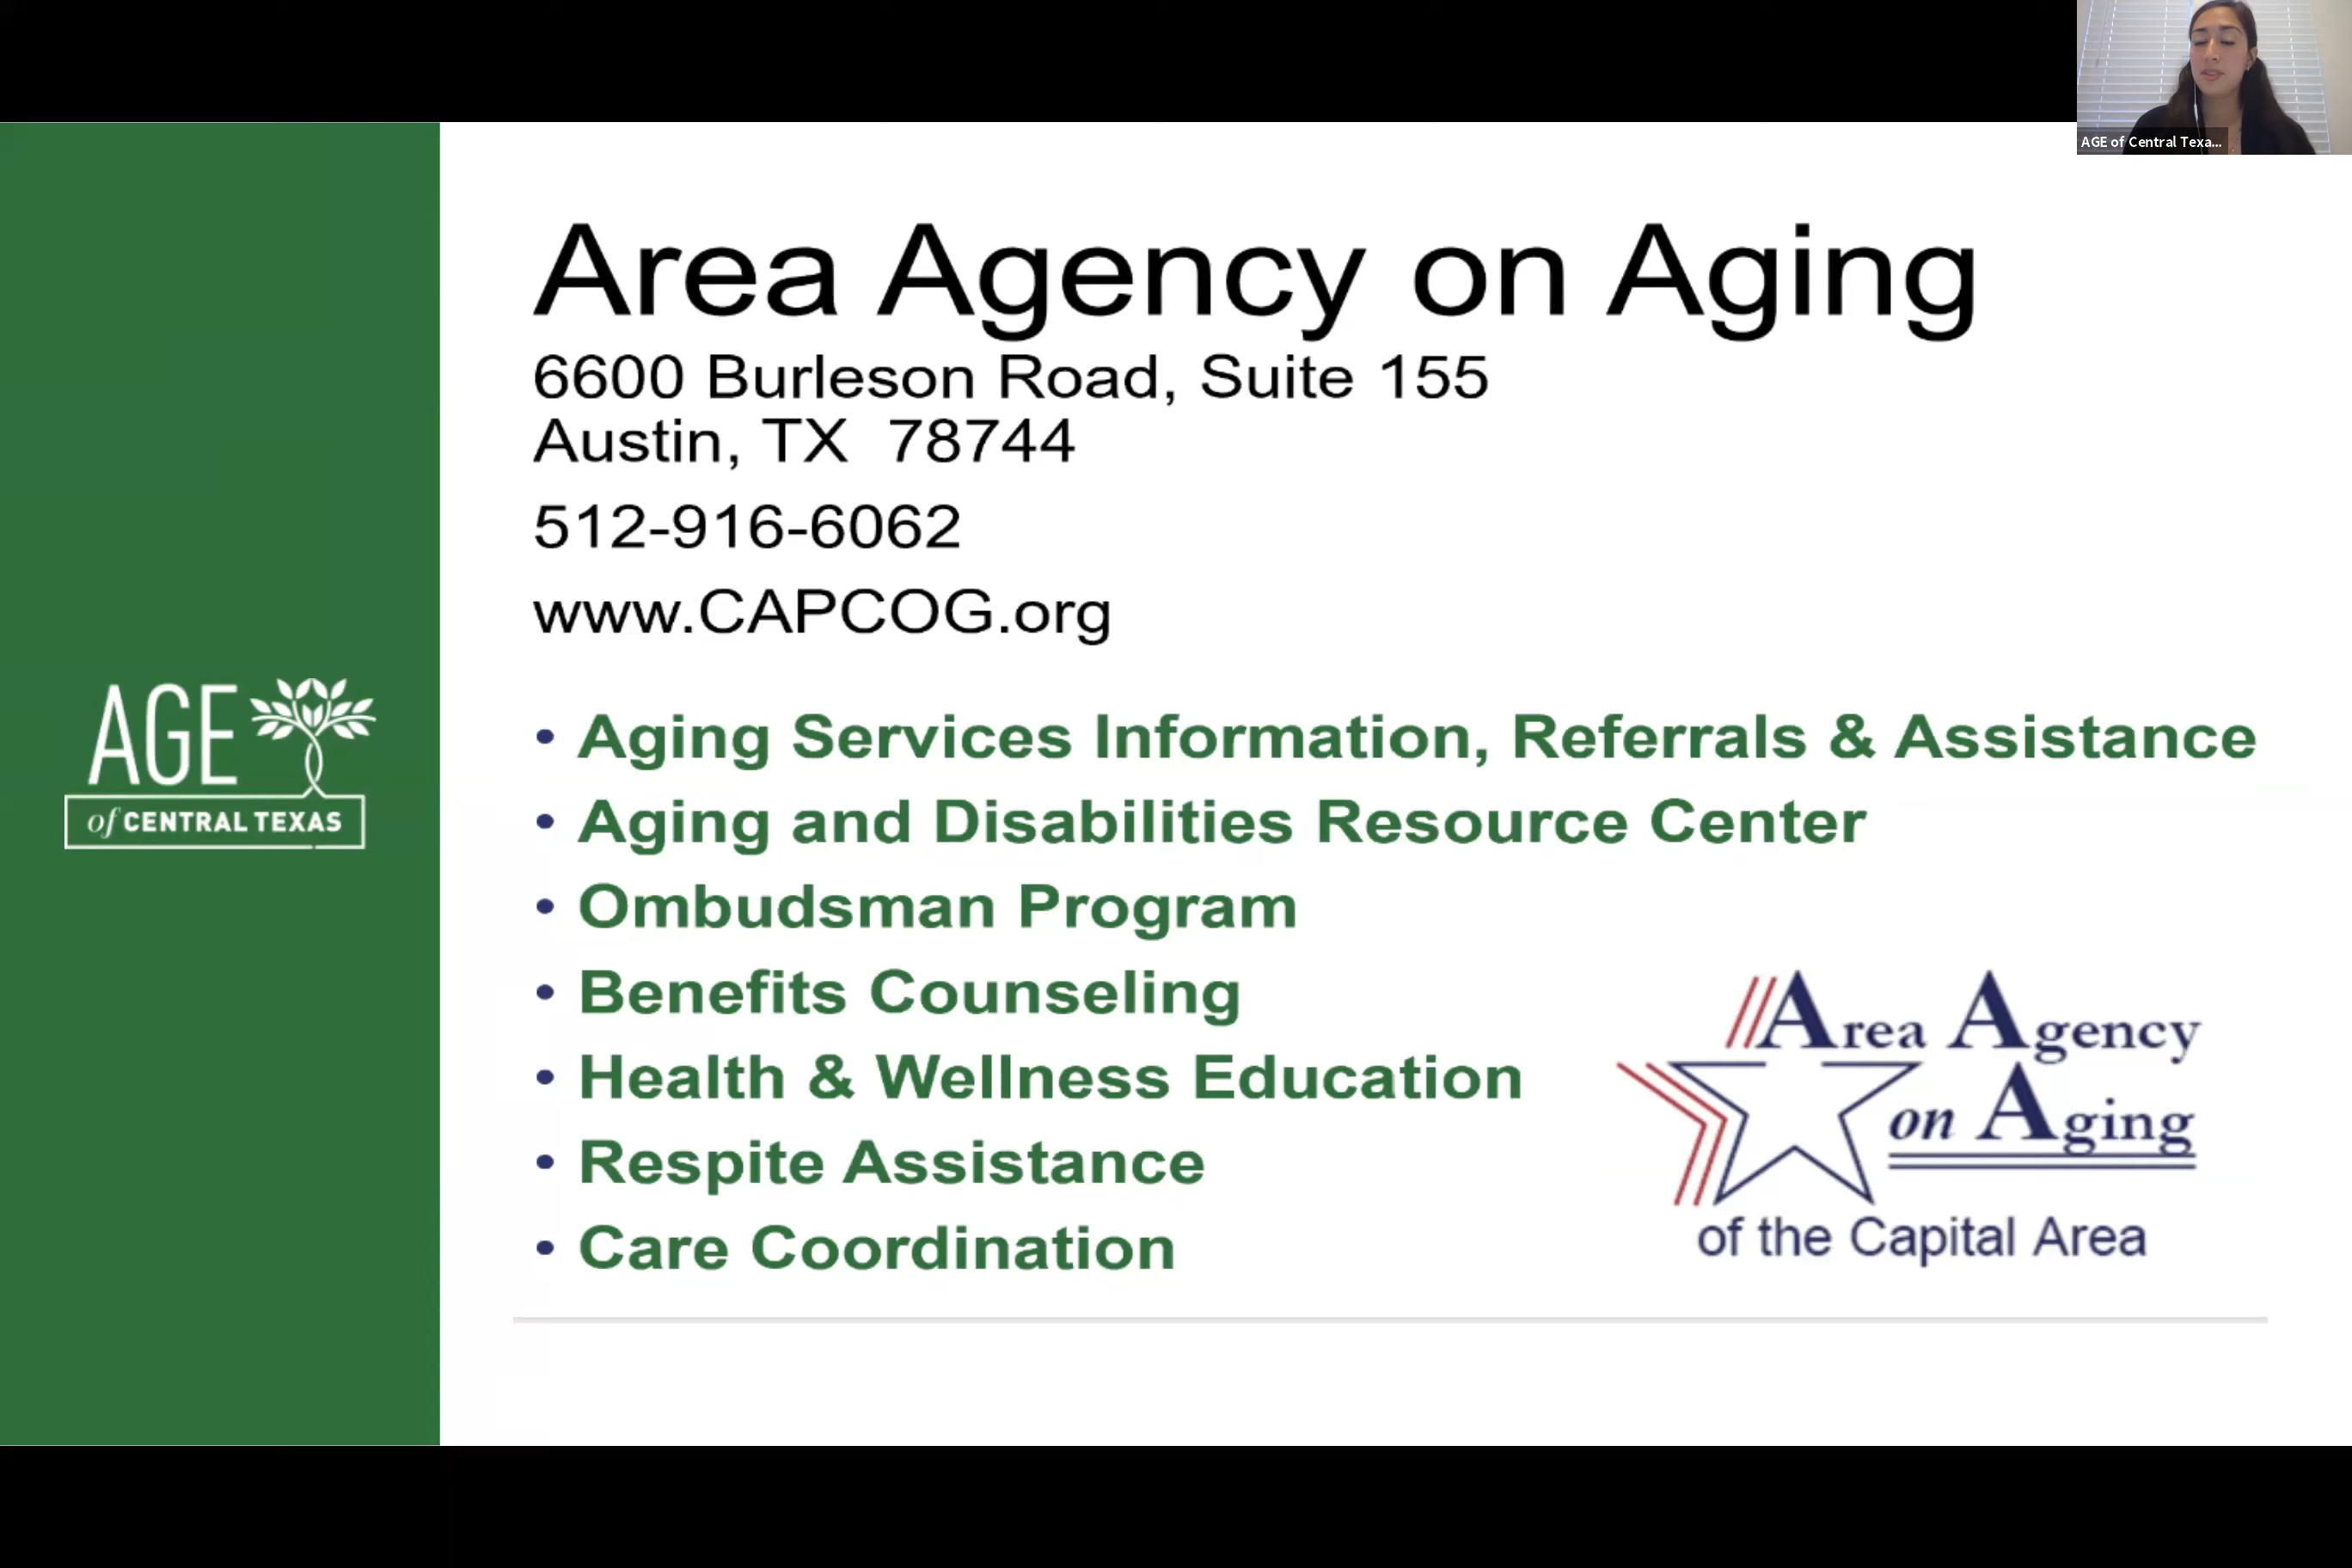 AGE of Central Texa...
Area Agency on Aging
6600 Burleson Road, Suite 155
Austin, TX 78744
512-916-6062
www.CAPCOG.org
AGE
of CENTRAL TEXAS
• Aging Services Information, Referrals & Assistance
• Aging and Disabilities Resource Center
• Ombudsman Program
• Benefits Counseling
• Health & Wellness Education
• Respite Assistance
• Care Coordination
Area Agency
on Aging
of the Capital Area